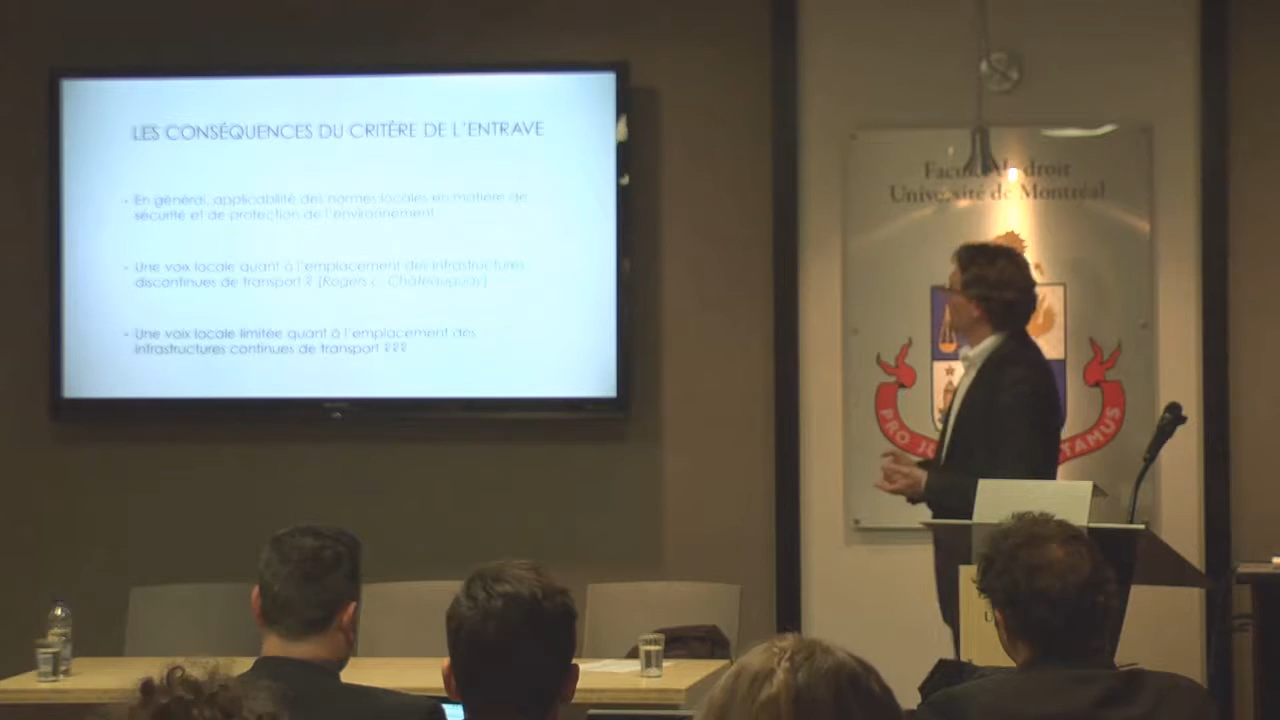 LES CONSÉQUENCES DU CRITÈRE DE L'ENTRAVE
- En général, applicabilité des normes locales en matière de
sécurité et de protection de l'environnement
- Une voix locale quant à l'emplacement des infrastructures
discontinues de transport ? (Rogers c. Châteauguay)
- Une voix locale limitée quant à l'emplacement des
infrastructures continues de transport ???
Faculté de droit
Université de Montréal
PRO